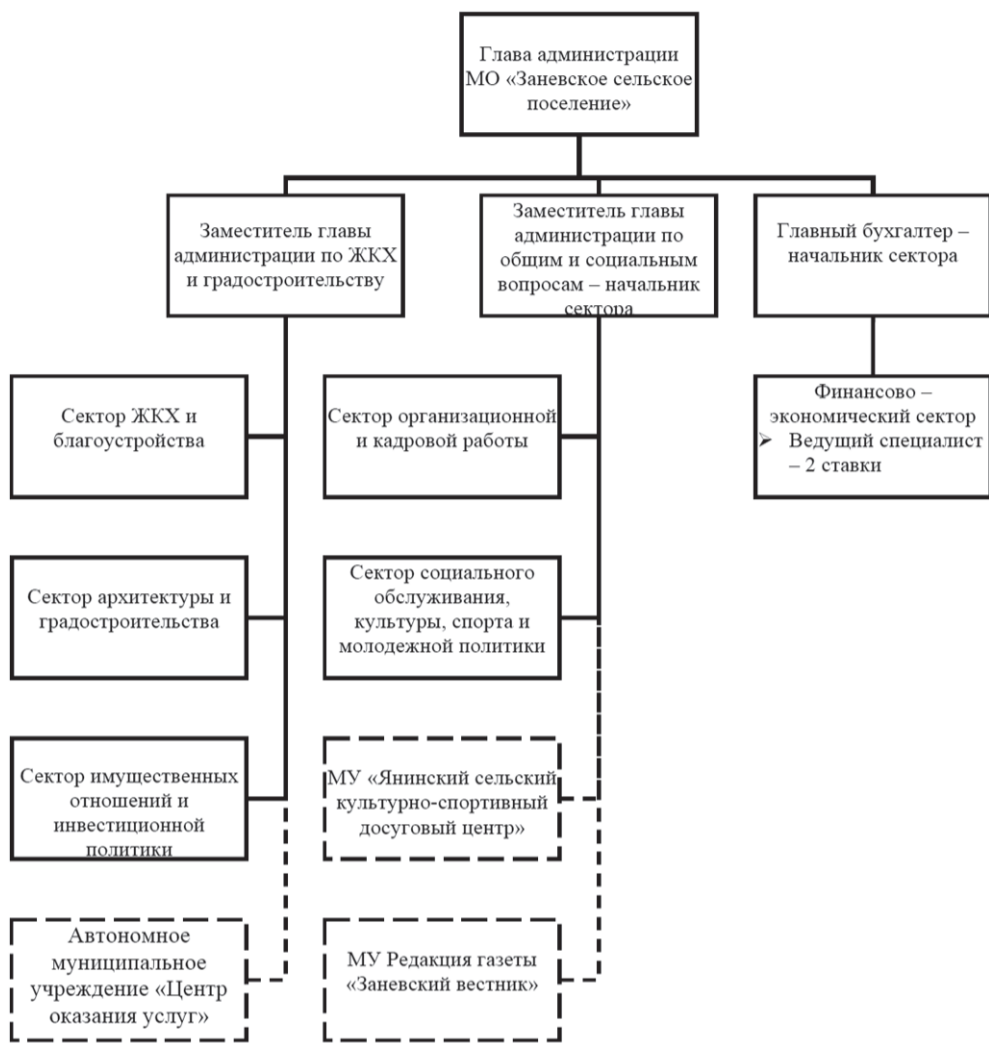 Глава администрации
МО «Заневское сельское
поселение»
Заместитель главы
администрации по ЖКХ
и градостроительству
Заместитель главы
администрации по
общим и социальным
вопросам – начальник
сектора
Главный бухгалтер –
начальник сектора
Сектор ЖКХ и
благоустройства
Сектор организационной
и кадровой работы
Финансово –
экономический сектор
➢ Ведущий специалист
– 2 ставки
Сектор архитектуры и
градостроительства
Сектор социального
обслуживания,
культуры, спорта и
молодежной политики
Сектор имущественных
отношений и
инвестиционной
политики
МУ «Янинский сельский
культурно-спортивный
досуговый центр»
Автономное
муниципальное
учреждение «Центр
оказания услуг»
МУ Редакция газеты
«Заневский вестник»